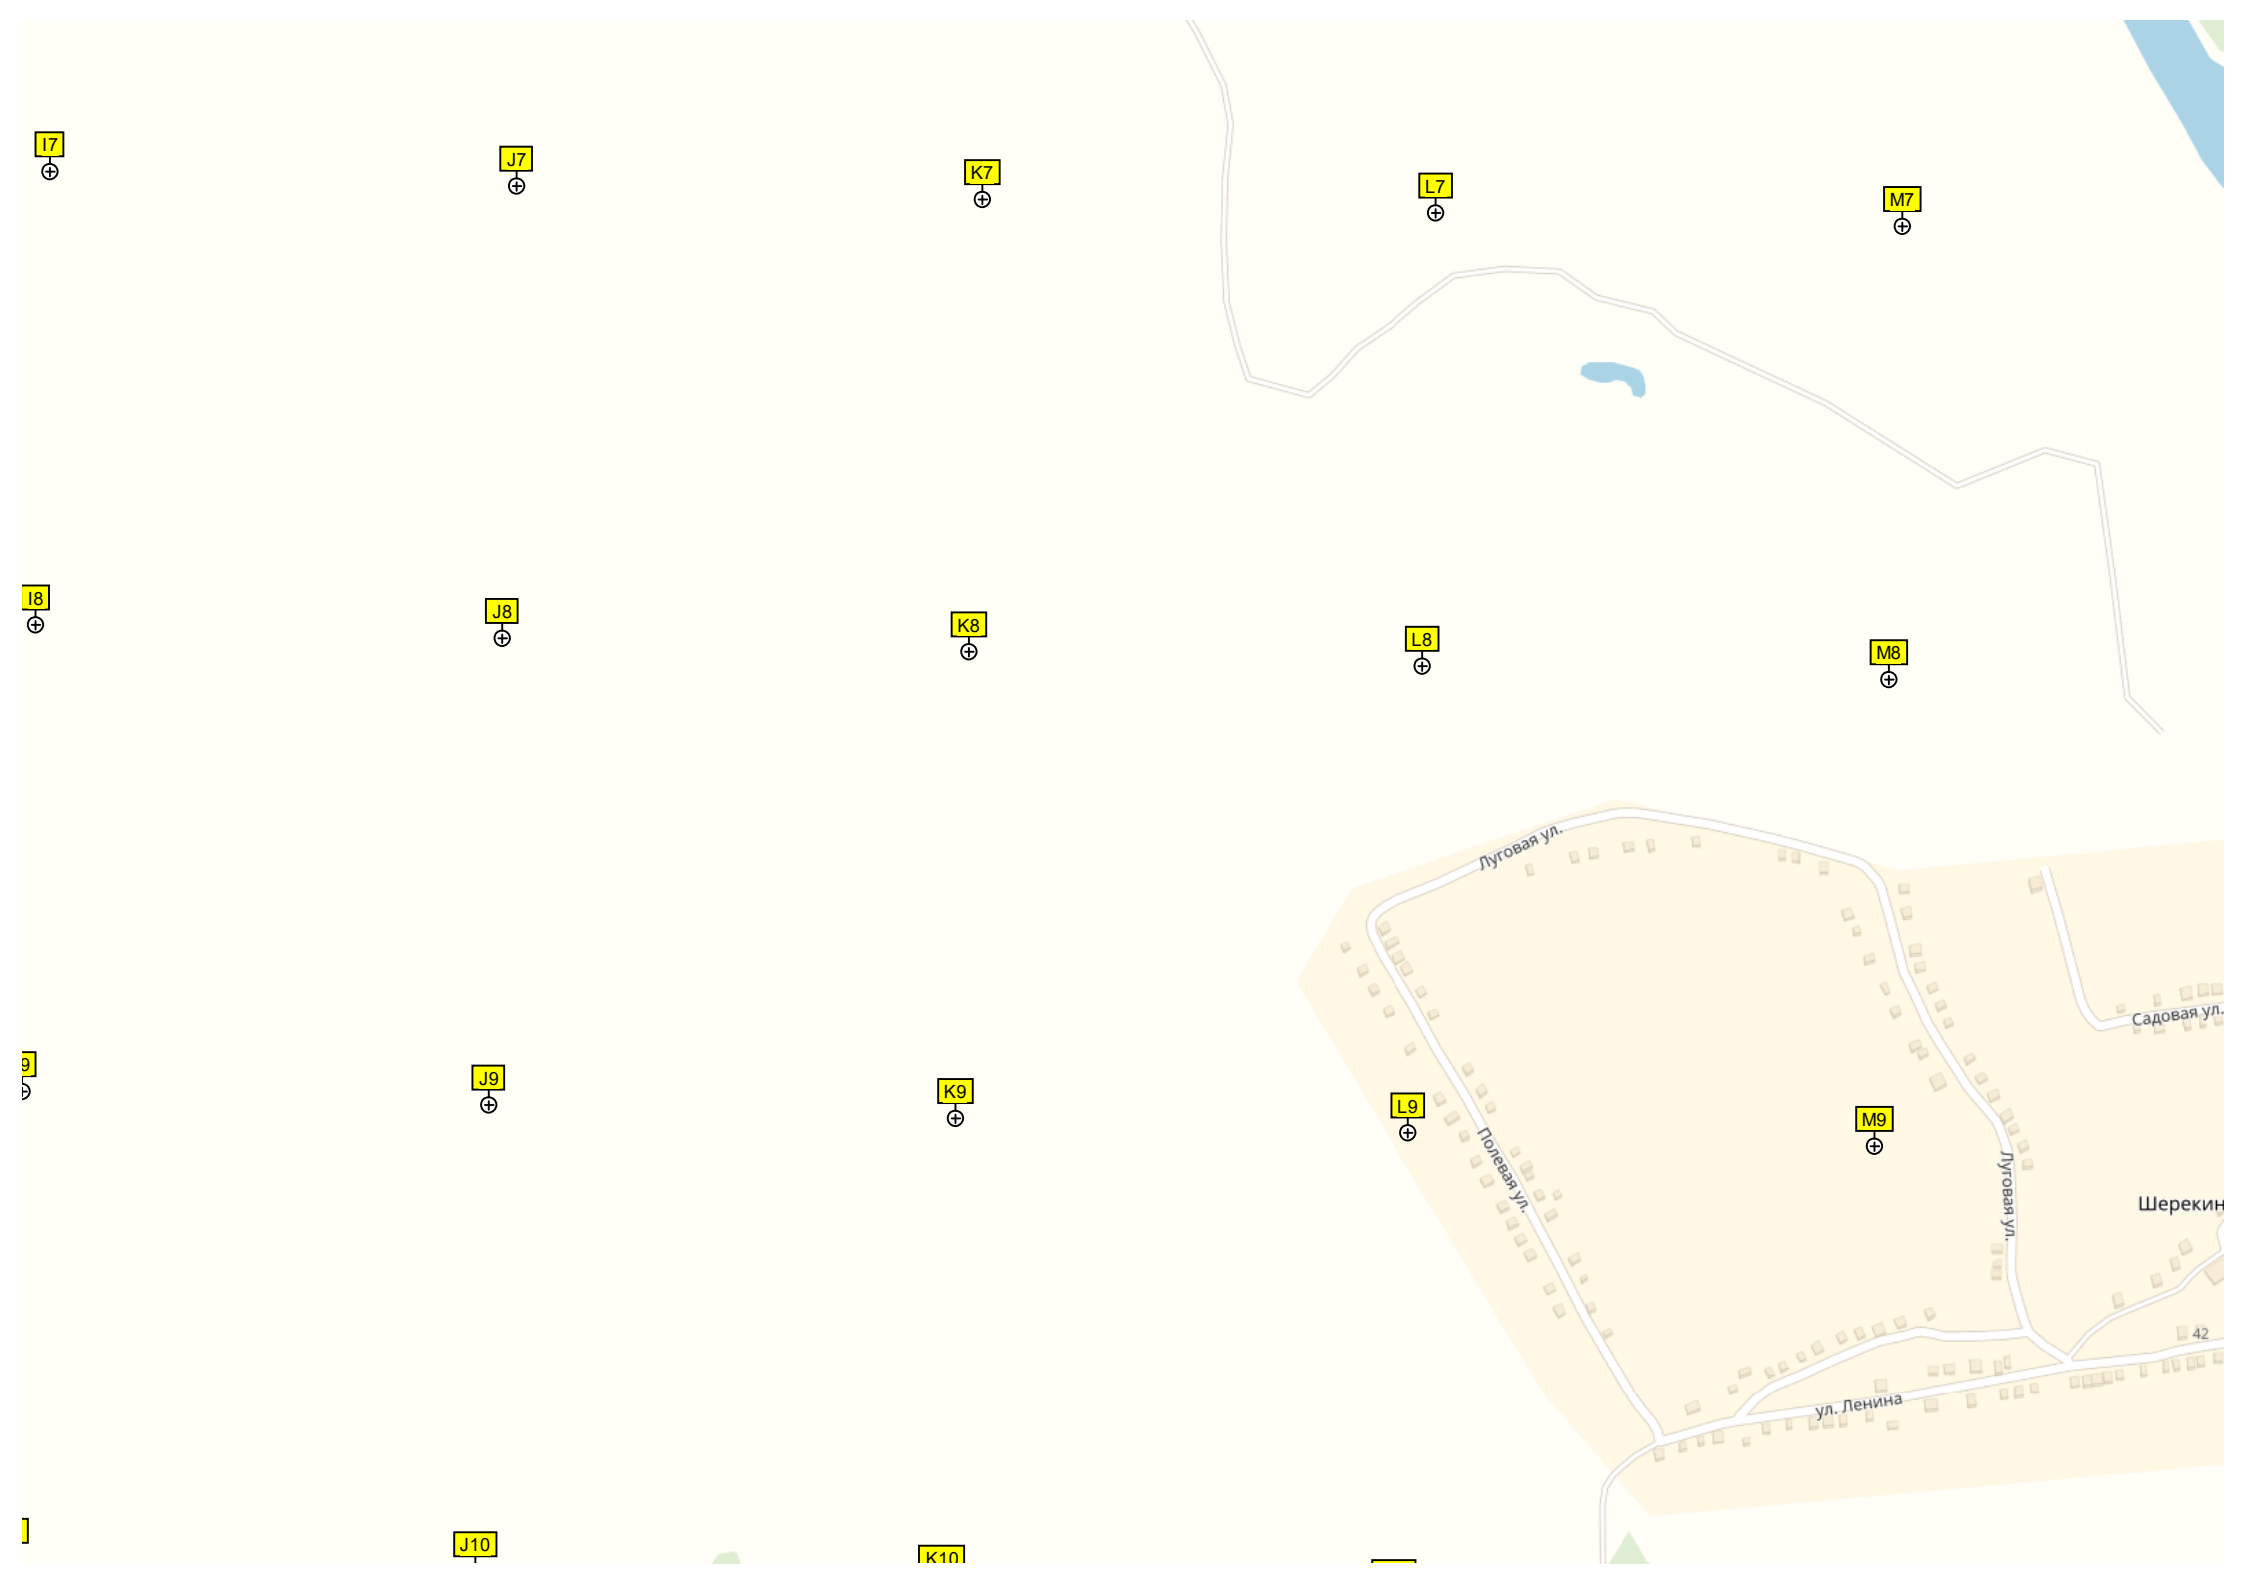 I7
J7
K7
L7
M7
I8
J8
K8
L8
M8
Луговая ул.
Садовая ул.
9
J9
K9
L9
M9
Полевая ул.
Луговая ул.
Шерекин
42
ул. Ленина
J10
K10